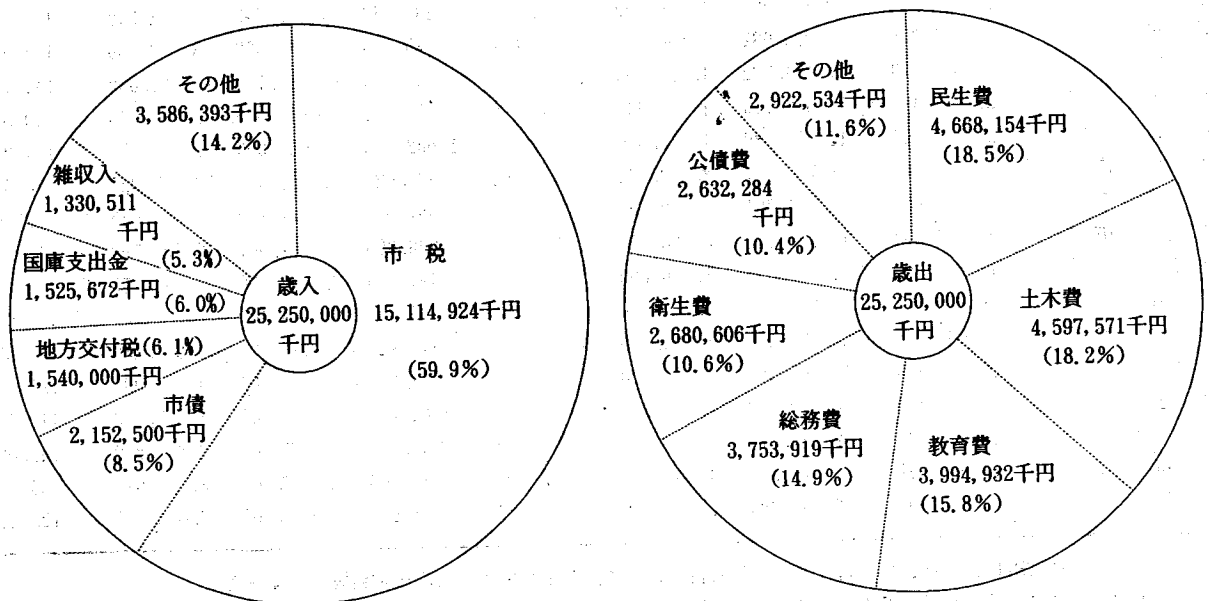 その他
3,586,393千円
(14.2%)
雑収入
1,330,511
千円
(5.3%)
国庫支出金
1,525,672千円
(6.0%)
地方交付税(6.1%)
1,540,000千円
市債
2,152,500千円
(8.5%)
歳入
25,250,000
千円
市 税
15,114,924千円
(59.9%)
その他
2,922,534千円
(11.6%)
民生費
4,668,154千円
(18.5%)
公債費
2,632,284
千円
(10.4%)
歳出
25,250,000
千円
土木費
4,597,571千円
(18.2%)
衛生費
2,680,606千円
(10.6%)
総務費
3,753,919千円
(14.9%)
教育費
3,994,932千円
(15.8%)